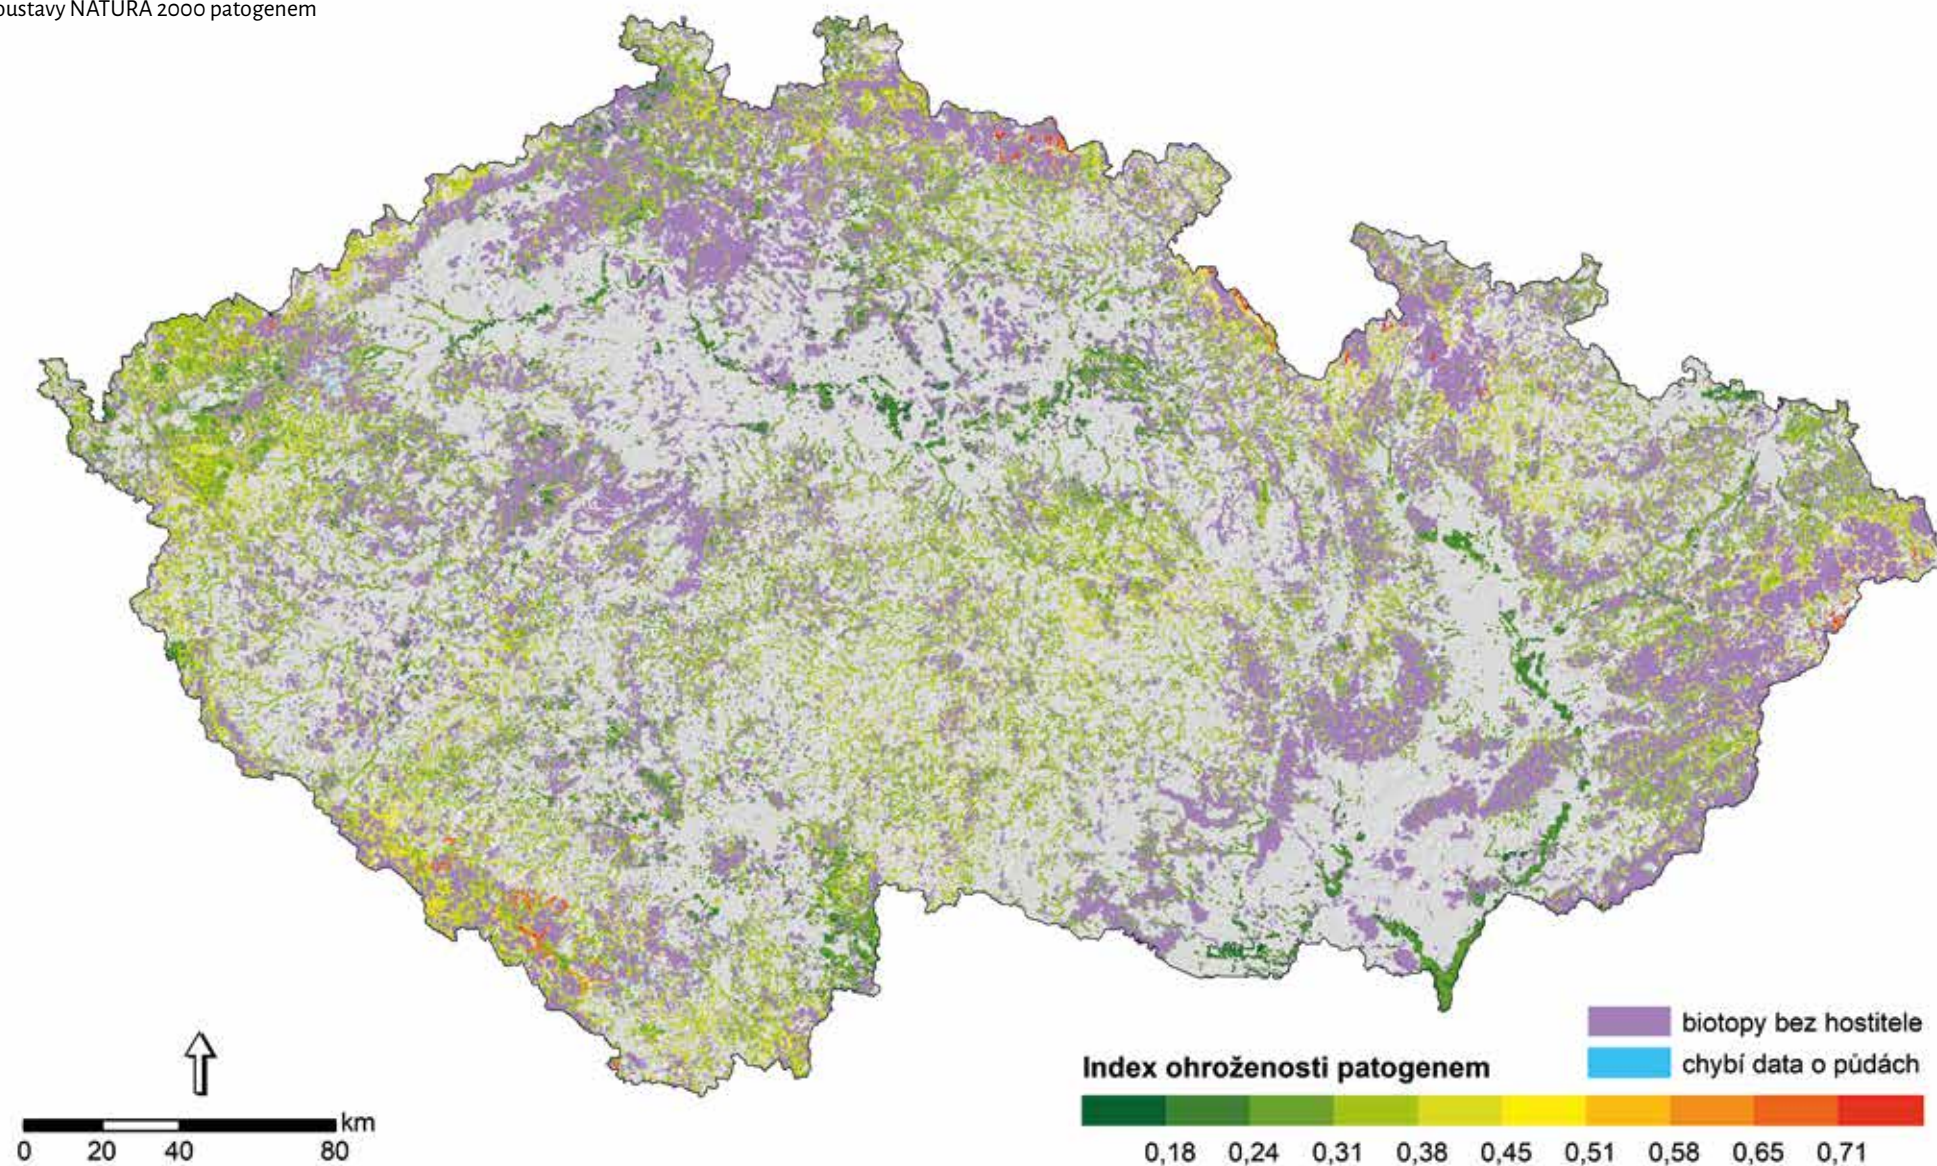 oustavy NATURA 2000 patogenem
biotopy bez hostitele
chybí data o půdách
Index ohroženosti patogenem
0,18 0,24 0,31 0,38 0,45 0,51 0,58 0,65 0,71
km
0 20 40 80